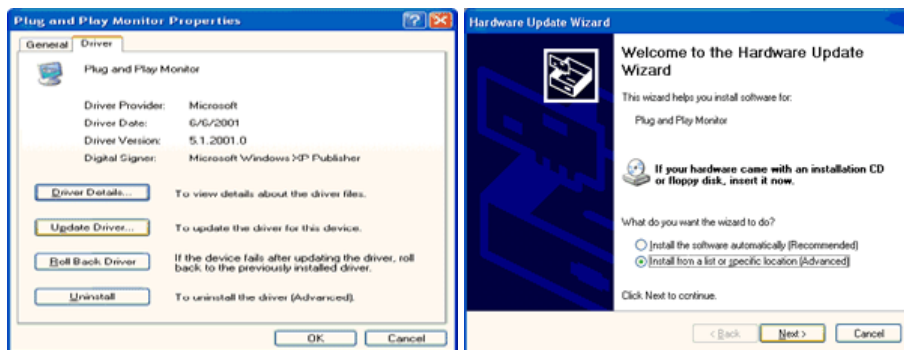 Plug and Play Monitor Properties
General Driver
Plug and Play Monitor
Driver Provider: Microsoft
Driver Date: 6/6/2001
Driver Version: 5.1.2001.0
Digital Signer: Microsoft Windows XP Publisher
Driver Details... To view details about the driver files.
Update Driver... To update the driver for this device.
Roll Back Driver If the device fails after updating the driver, roll
back to the previously installed driver.
Uninstall To uninstall the driver (Advanced).
OK Cancel
Hardware Update Wizard
Welcome to the Hardware Update
Wizard
This wizard helps you install software for:
Plug and Play Monitor
If your hardware came with an installation CD
or floppy disk, insert it now.
What do you want the wizard to do?
Install the software automatically (Recommended)
Install from a list or specific location (Advanced)
Click Next to continue.
< Back Next > Cancel